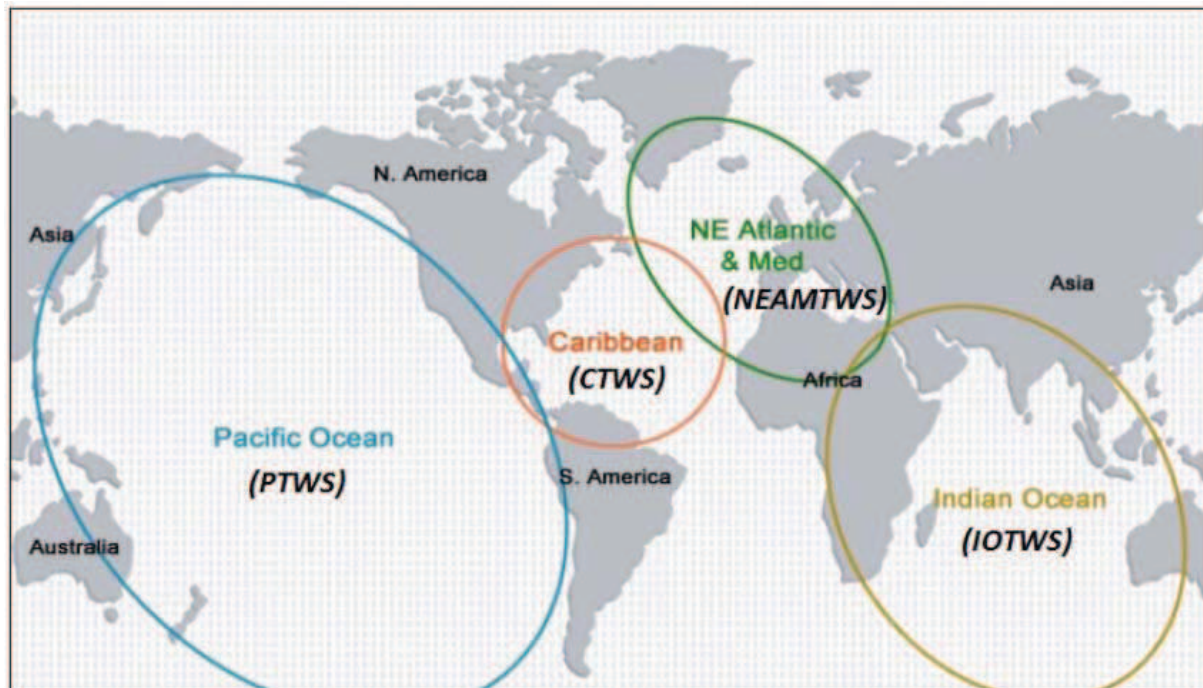 N. America
Asia
NE Atlantic
& Med
(NEAMTWS)
Asia
Caribbean
(CTWS)
Africa
Pacific Ocean
(PTWS)
S. America
Indian Ocean
(IOTWS)
Australia